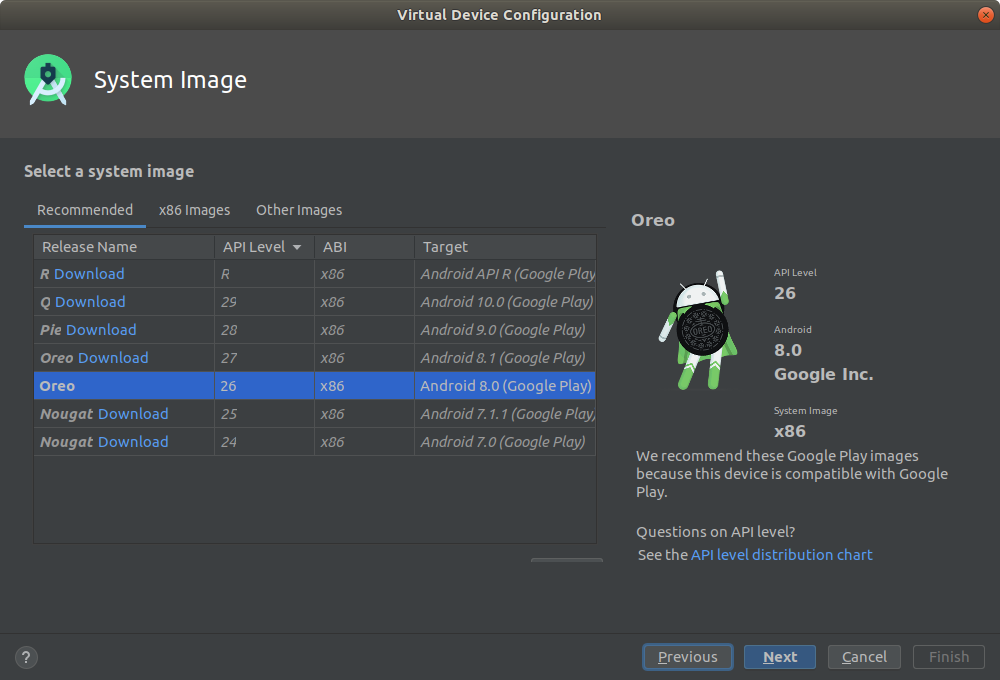 Virtual Device Configuration
System Image
Select a system image
Recommended x86 Images Other Images
Release Name API Level ABI Target
R Download R x86 Android API R (Google Play
Q Download 29 x86 Android 10.0 (Google Play)
Pie Download 28 x86 Android 9.0 (Google Play)
Oreo Download 27 x86 Android 8.1 (Google Play)
Oreo 26 x86 Android 8.0 (Google Play)
Nougat Download 25 x86 Android 7.1.1 (Google Play)
Nougat Download 24 x86 Android 7.0 (Google Play)
Oreo
OREO
API Level
26
Android
8.0
Google Inc.
System Image
x86
We recommend these Google Play images
because this device is compatible with Google
Play.
Questions on API level?
See the API level distribution chart
?
Previous Next Cancel Finish